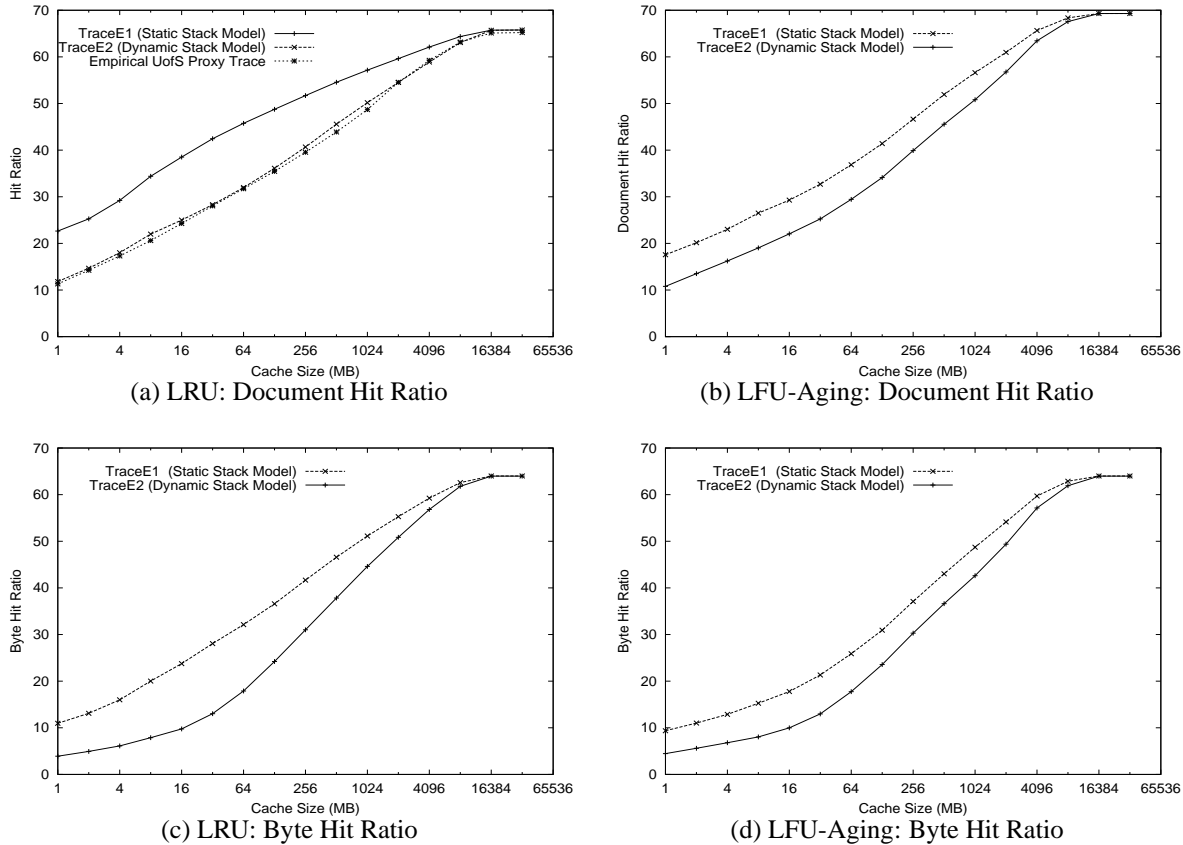 70
60
50
40
30
20
10
0
Hit Ratio
TraceE1 (Static Stack Model)
TraceE2 (Dynamic Stack Model)
Empirical UofS Proxy Trace
1 4 16 64 256 1024 4096 16384 65536
Cache Size (MB)
(a) LRU: Document Hit Ratio
70
60
50
40
30
20
10
0
Document Hit Ratio
TraceE1 (Static Stack Model)
TraceE2 (Dynamic Stack Model)
1 4 16 64 256 1024 4096 16384 65536
Cache Size (MB)
(b) LFU-Aging: Document Hit Ratio
70
60
50
40
30
20
10
0
Byte Hit Ratio
TraceE1 (Static Stack Model)
TraceE2 (Dynamic Stack Model)
1 4 16 64 256 1024 4096 16384 65536
Cache Size (MB)
(c) LRU: Byte Hit Ratio
70
60
50
40
30
20
10
0
Byte Hit Ratio
TraceE1 (Static Stack Model)
TraceE2 (Dynamic Stack Model)
1 4 16 64 256 1024 4096 16384 65536
Cache Size (MB)
(d) LFU-Aging: Byte Hit Ratio